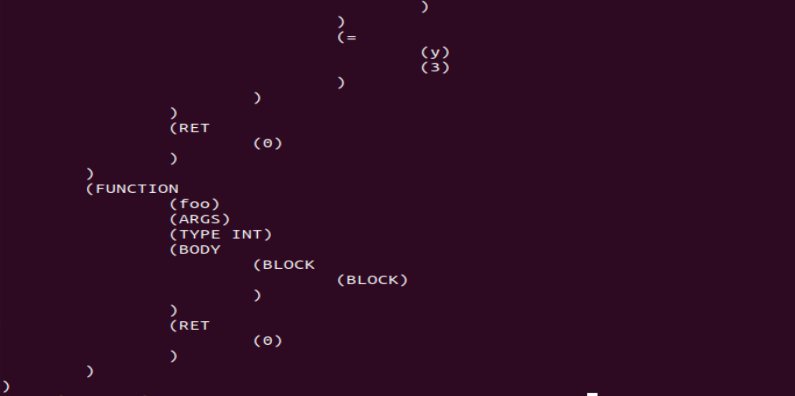 )
)
(=
(y)
(3)
)
)
)
(RET
(0)
)
)
(FUNCTION
(foo)
(ARGS)
(TYPE INT)
(BODY
(BLOCK
(BLOCK)
)
)
(RET
(0)
)
)
)